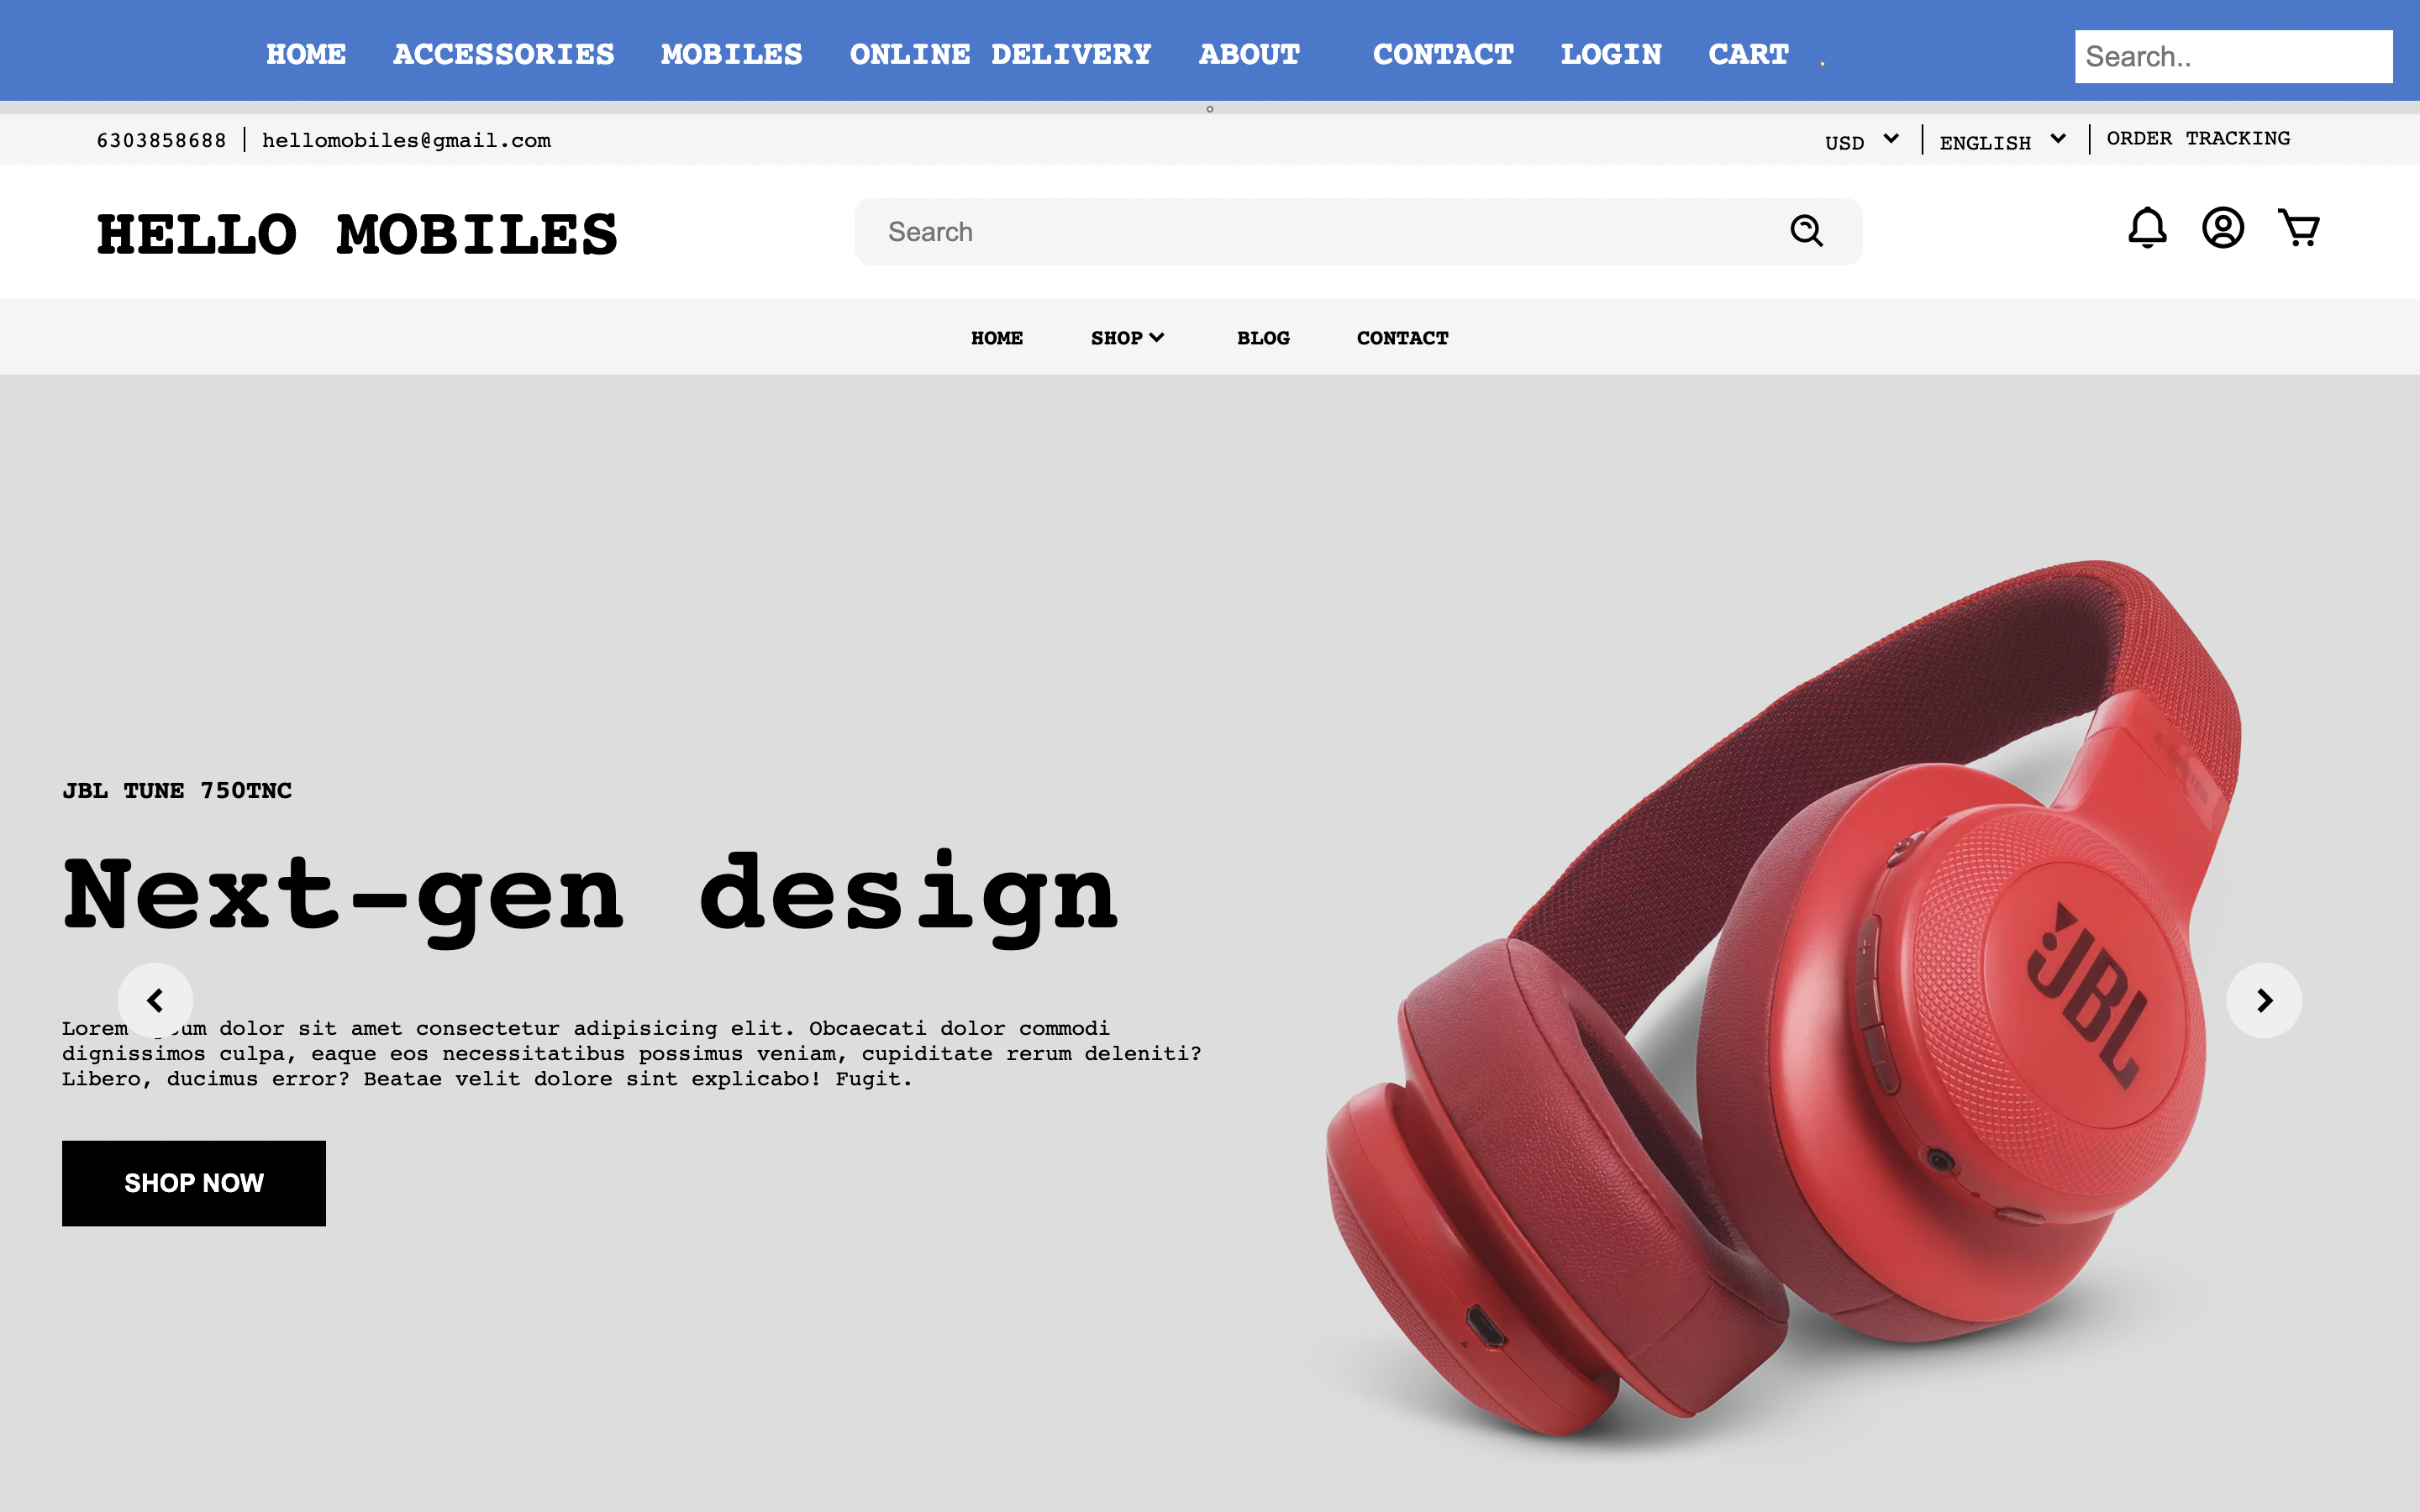 HOME ACCESSORIES MOBILES ONLINE DELIVERY ABOUT CONTACT LOGIN CART . Search..
6303858688 hellomobiles@gmail.com USD ENGLISH ORDER TRACKING
HELLO MOBILES Search
HOME SHOP BLOG CONTACT
JBL TUNE 750TNC
Next-gen design
Lorem dolor sit amet consectetur adipisicing elit. Obcaecati dolor commodi
dignissimos culpa, eaque eos necessitatibus possimus veniam, cupiditate rerum deleniti?
Libero, ducimus error? Beatae velit dolore sint explicabo! Fugit.
SHOP NOW
JBL